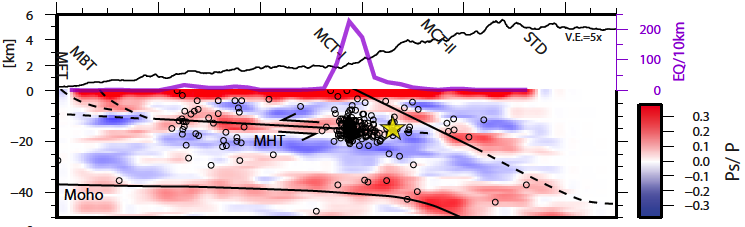 6
4
2
0
−20
−40
[km]
MFT
MBT
MCT
MCT-II
STD
V.E.=5x
200
100
0
EQ/10km
MHT
Moho
0.3
0.2
0.1
0.0
−0.1
−0.2
−0.3
Ps/ P